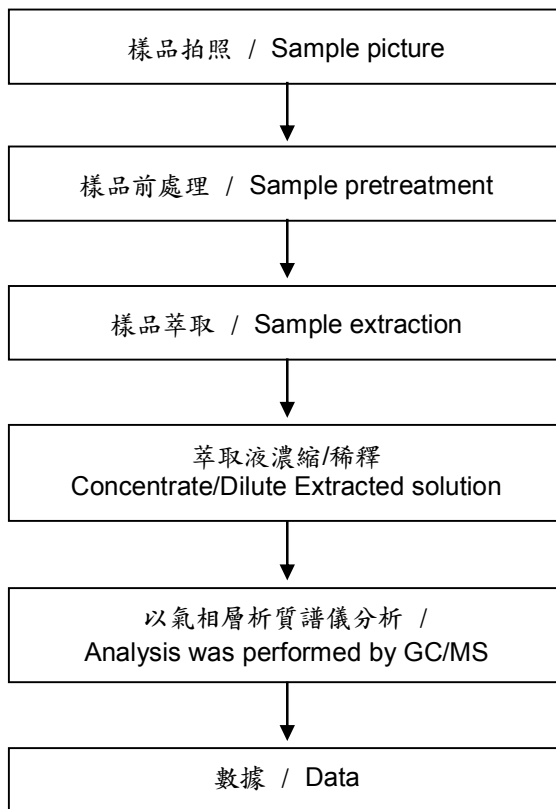 樣品拍照 / Sample picture
樣品前處理 / Sample pretreatment
樣品萃取 / Sample extraction
萃取液濃縮/稀釋
Concentrate/Dilute Extracted solution
以氣相層析質譜儀分析 /
Analysis was performed by GC/MS
數據 / Data